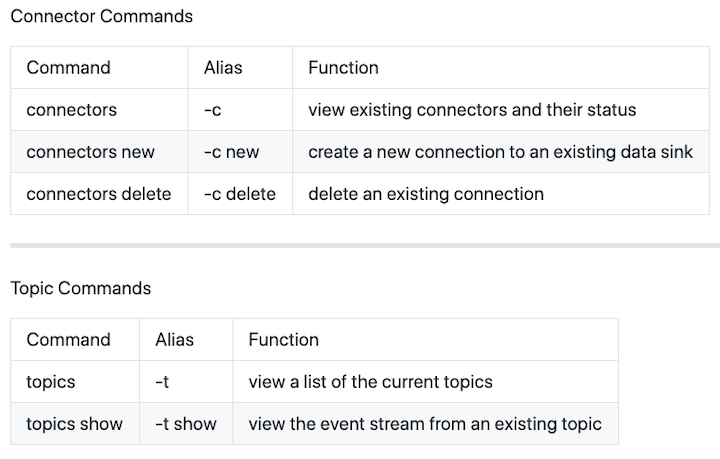 Connector Commands
Command Alias Function
connectors -c view existing connectors and their status
connectors new -c new create a new connection to an existing data sink
connectors delete -c delete delete an existing connection
Topic Commands
Command Alias Function
topics -t view a list of the current topics
topics show -t show view the event stream from an existing topic